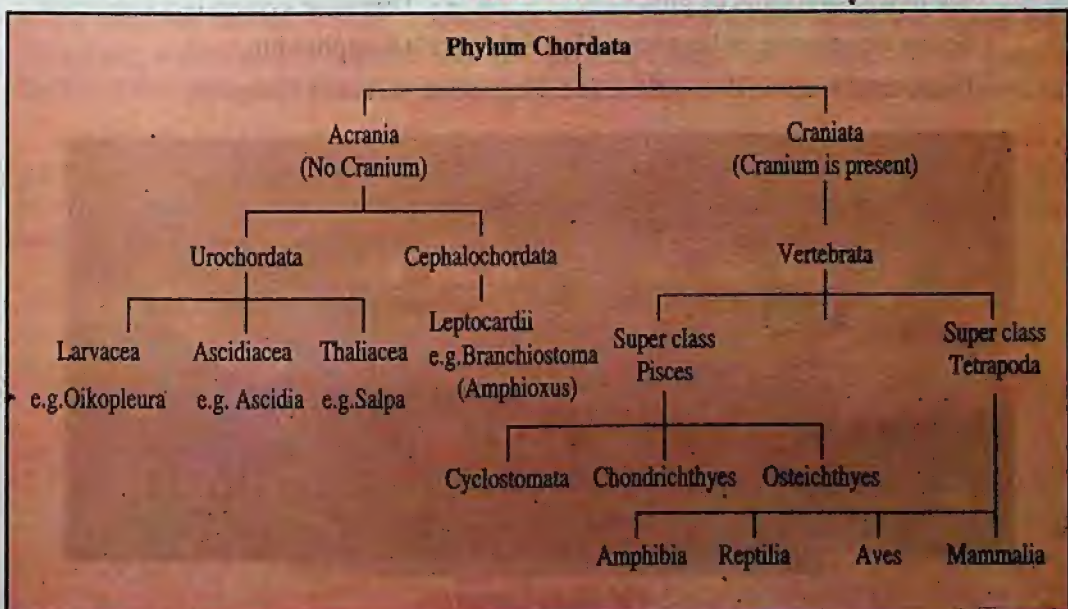 Phylum Chordata
Acrania
(No Cranium)
Craniata
(Cranium is present)
Urochordata
Cephalochordata
Vertebrata
Larvacea
e.g.Oikopleura
Ascidiacea
e.g. Ascidia
Thaliacea
e.g.Salpa
Leptocardii
e.g.Branchiostoma
(Amphioxus)
Super class
Pisces
Super class
Tetrapoda
Cyclostomata
Chondrichthyes
Osteichthyes
Amphibia
Reptilia
Aves
Mammalia